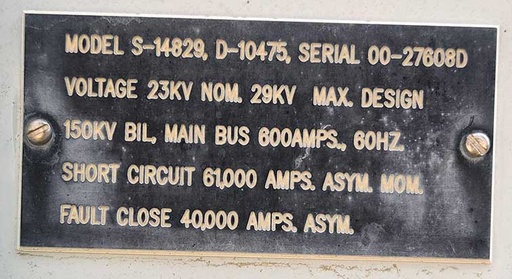 MODEL S-14829, D-10475, SERIAL 00-27608D
VOLTAGE 23KV NOM. 29KV MAX. DESIGN
150KV BIL, MAIN BUS 600AMPS., 60HZ.
SHORT CIRCUIT 61,000 AMPS. ASYM. MOM.
FAULT CLOSE 40,000 AMPS. ASYM.